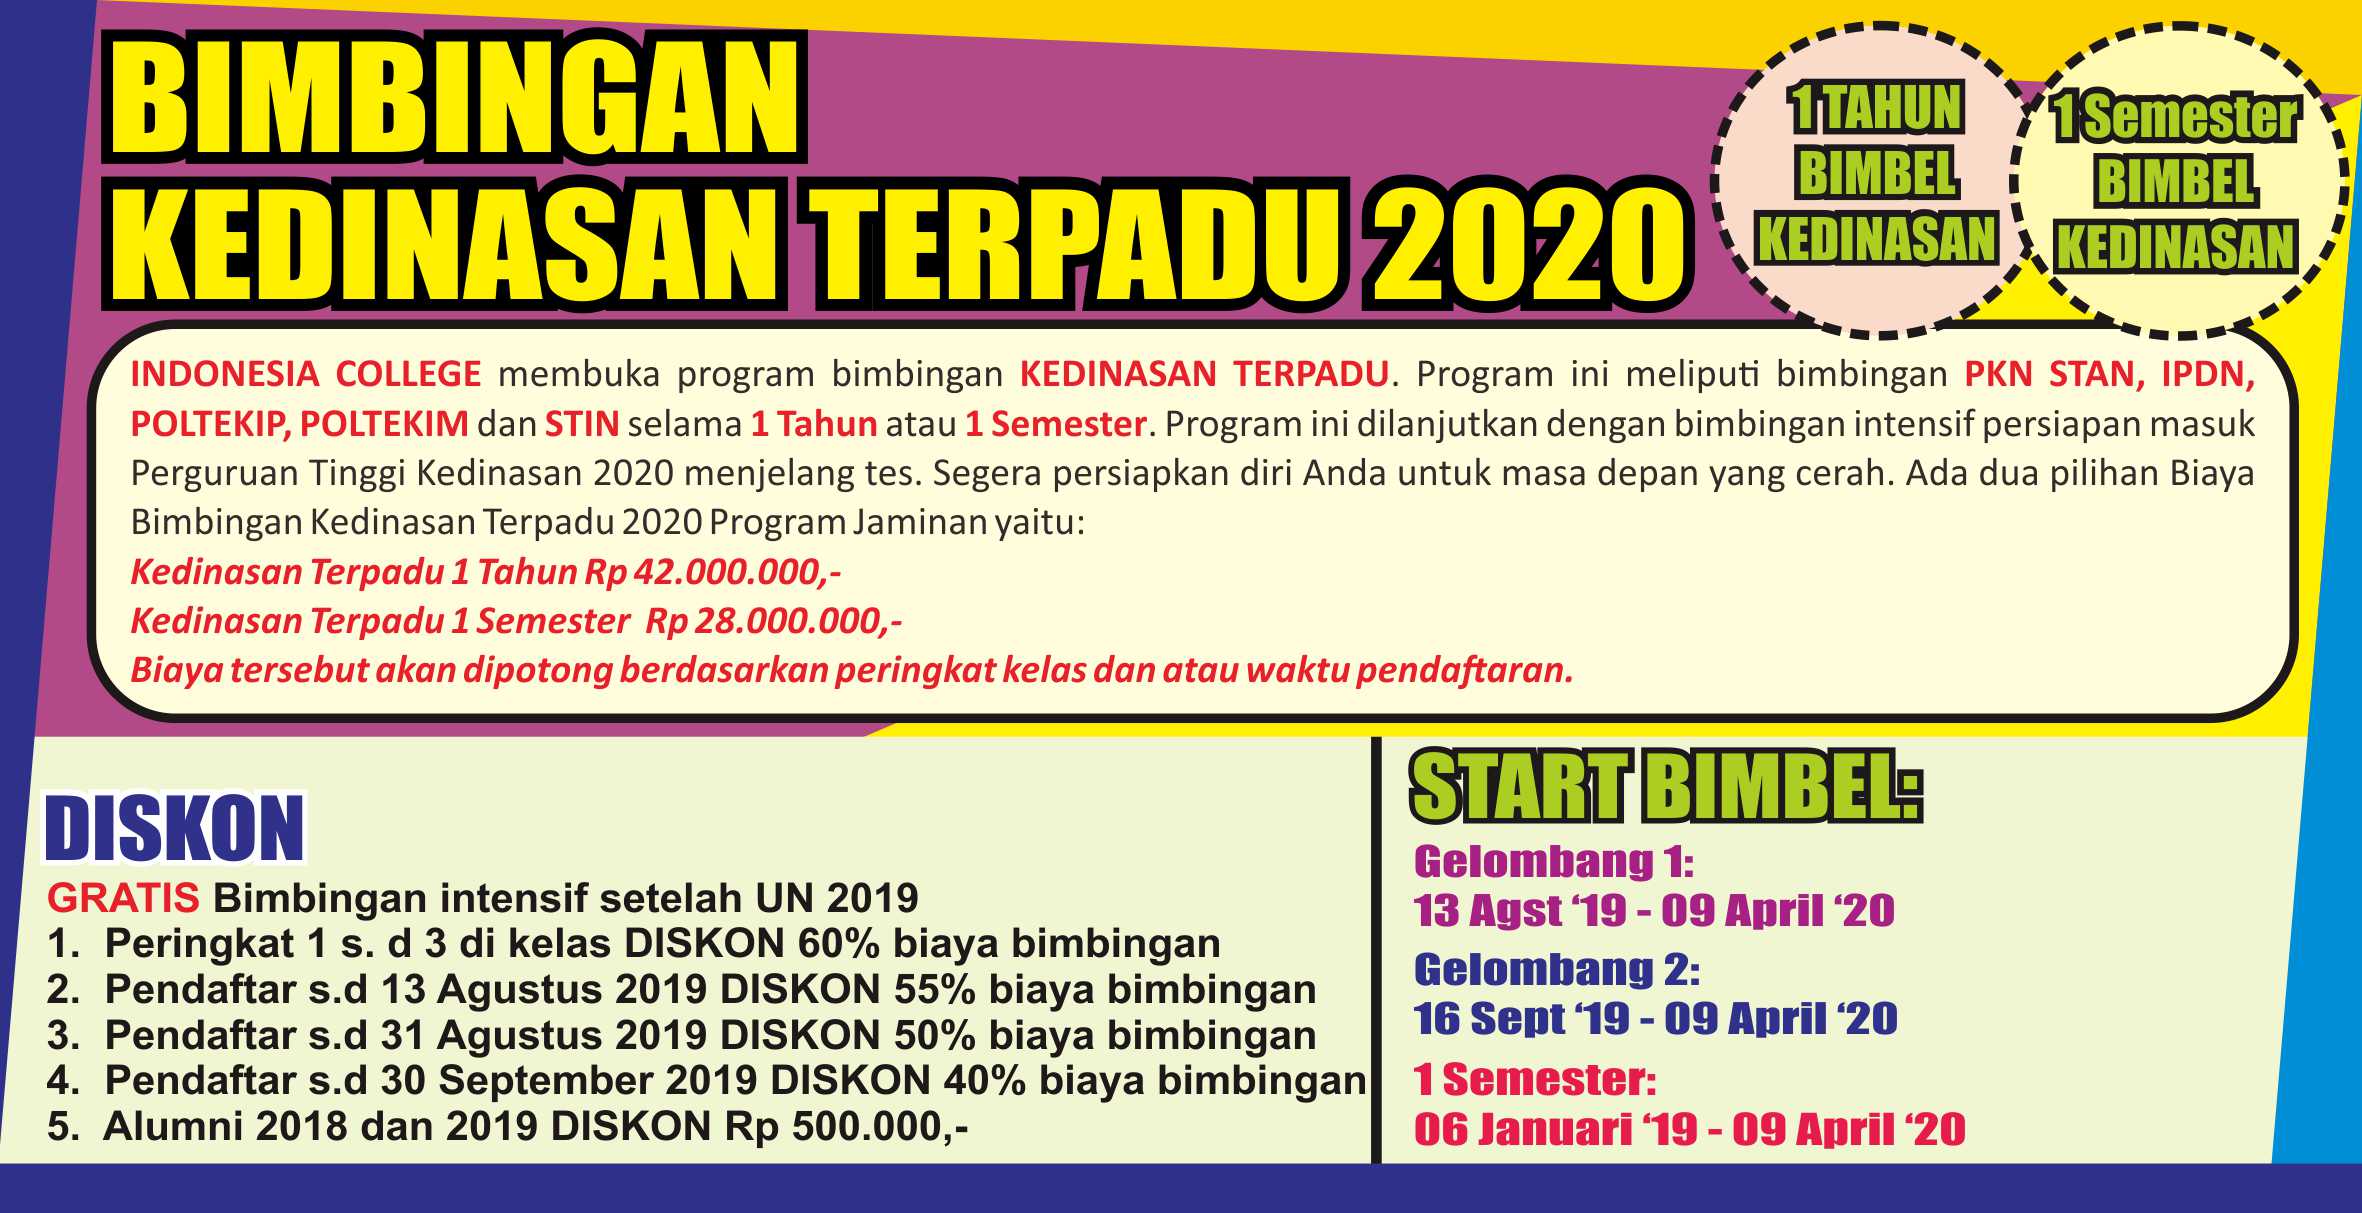 BIMBINGAN
KEDINASAN TERPADU 2020
1 TAHUN
BIMBEL
KEDINASAN
1 Semester
BIMBEL
KEDINASAN
INDONESIA COLLEGE membuka program bimbingan KEDINASAN TERPADU. Program ini meliputi bimbingan PKN STAN, IPDN,
POLTEKIP, POLTEKIM dan STIN selama 1 Tahun atau 1 Semester. Program ini dilanjutkan dengan bimbingan intensif persiapan masuk
Perguruan Tinggi Kedinasan 2020 menjelang tes. Segera persiapkan diri Anda untuk masa depan yang cerah. Ada dua pilihan Biaya
Bimbingan Kedinasan Terpadu 2020 Program Jaminan yaitu:
Kedinasan Terpadu 1 Tahun Rp 42.000.000,-
Kedinasan Terpadu 1 Semester Rp 28.000.000,-
Biaya tersebut akan dipotong berdasarkan peringkat kelas dan atau waktu pendaftaran.
DISKON
GRATIS Bimbingan intensif setelah UN 2019
1. Peringkat 1 s. d 3 di kelas DISKON 60% biaya bimbingan
2. Pendaftar s.d 13 Agustus 2019 DISKON 55% biaya bimbingan
3. Pendaftar s.d 31 Agustus 2019 DISKON 50% biaya bimbingan
4. Pendaftar s.d 30 September 2019 DISKON 40% biaya bimbingan
5. Alumni 2018 dan 2019 DISKON Rp 500.000,-
START BIMBEL:
Gelombang 1:
13 Agst ‘19 - 09 April ‘20
Gelombang 2:
16 Sept ‘19 - 09 April ‘20
1 Semester:
06 Januari ‘19 - 09 April ‘20